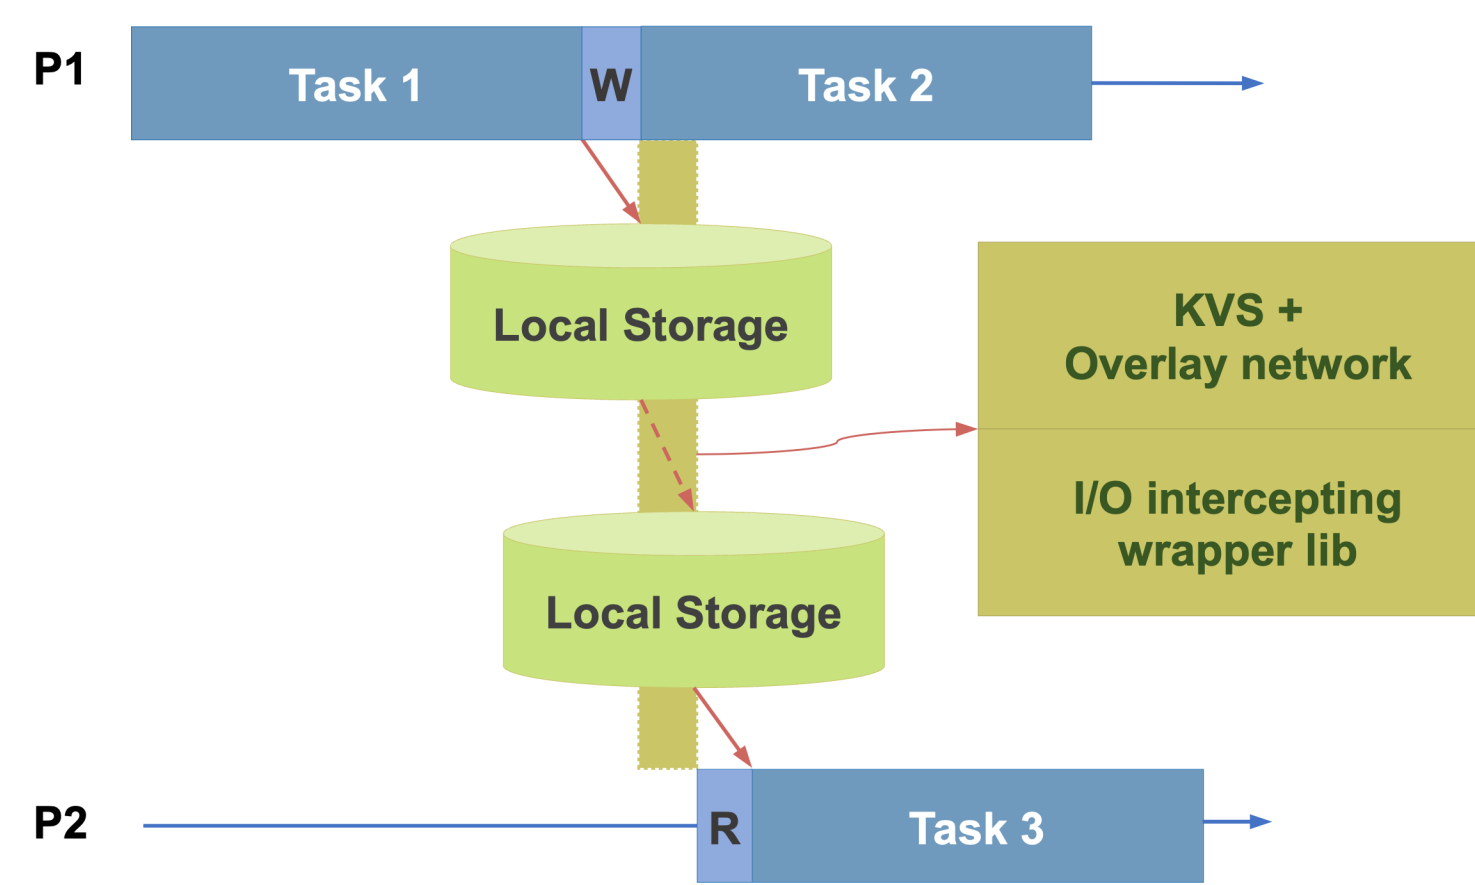 P1
Task 1
W
Task 2
Local Storage
KVS +
Overlay network
I/O intercepting
wrapper lib
Local Storage
P2
R
Task 3